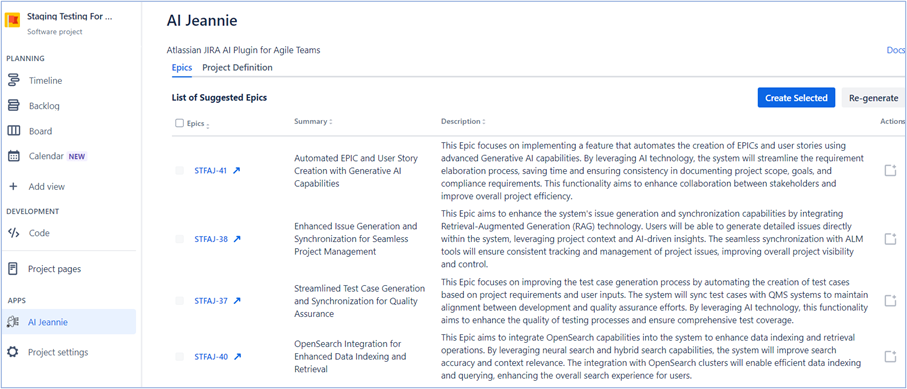 Staging Testing For ...
Software project
PLANNING
Timeline
Backlog
Board
Calendar NEW
Add view
DEVELOPMENT
Code
Project pages
APPS
AI Jeannie
Project settings
AI Jeannie
Atlassian JIRA AI Plugin for Agile Teams
Docs
Epics Project Definition
List of Suggested Epics
Create Selected
Re-generate
Epics Summary Description Actions
STFAJ-41
Automated EPIC and User Story
Creation with Generative AI
Capabilities
This Epic focuses on implementing a feature that automates the creation of EPICs and user stories using
advanced Generative AI capabilities. By leveraging AI technology, the system will streamline the requirement
elaboration process, saving time and ensuring consistency in documenting project scope, goals, and
compliance requirements. This functionality aims to enhance collaboration between stakeholders and
improve overall project efficiency.
STFAJ-38
Enhanced Issue Generation and
Synchronization for Seamless
Project Management
This Epic aims to enhance the system's issue generation and synchronization capabilities by integrating
Retrieval-Augmented Generation (RAG) technology. Users will be able to generate detailed issues directly
within the system, leveraging project context and AI-driven insights. The seamless synchronization with ALM
tools will ensure consistent tracking and management of project issues, improving overall project visibility
and control.
STFAJ-37
Streamlined Test Case Generation
and Synchronization for Quality
Assurance
This Epic focuses on improving the test case generation process by automating the creation of test cases
based on project requirements and user inputs. The system will sync test cases with QMS systems to maintain
alignment between development and quality assurance efforts. By leveraging AI technology, this functionality
aims to enhance the quality of testing processes and ensure comprehensive test coverage.
STFAJ-40
OpenSearch Integration for
Enhanced Data Indexing and
Retrieval
This Epic aims to integrate OpenSearch capabilities into the system to enhance data indexing and retrieval
operations. By leveraging neural search and hybrid search capabilities, the system will improve search
accuracy and context relevance. The integration with OpenSearch clusters will enable efficient data indexing
and querying, enhancing the overall search experience for users.